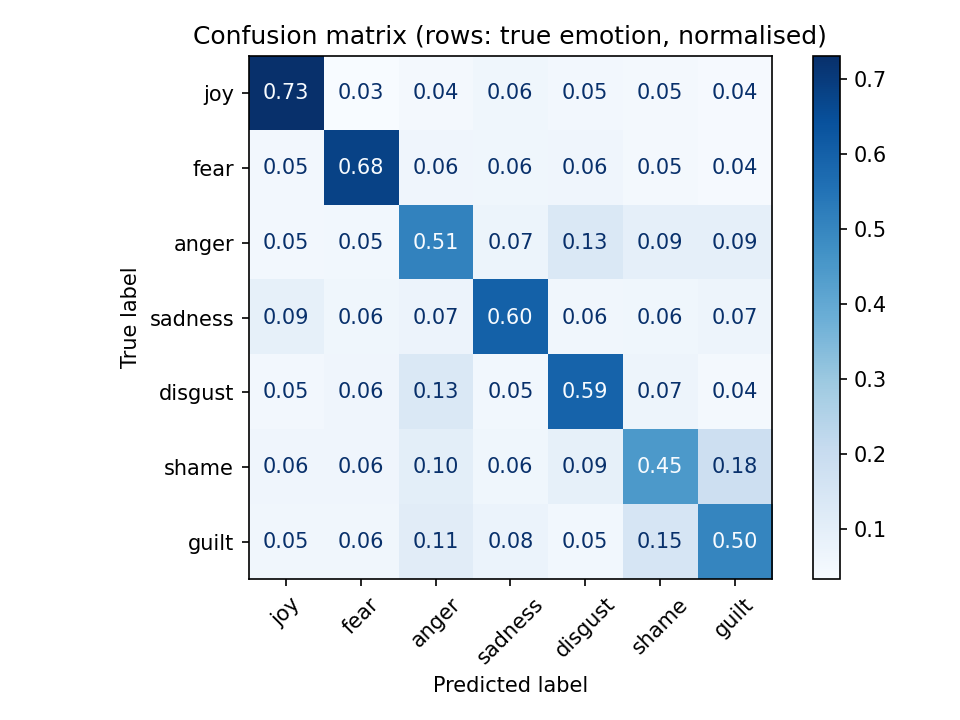 Confusion matrix (rows: true emotion, normalised)
joy 0.73 0.03 0.04 0.06 0.05 0.05 0.04 0.7
fear 0.05 0.68 0.06 0.06 0.06 0.05 0.04 0.6
anger 0.05 0.05 0.51 0.07 0.13 0.09 0.09 0.5
sadness 0.09 0.06 0.07 0.60 0.06 0.06 0.07 0.4
disgust 0.05 0.06 0.13 0.05 0.59 0.07 0.04 0.3
shame 0.06 0.06 0.10 0.06 0.09 0.45 0.18 0.2
guilt 0.05 0.06 0.11 0.08 0.05 0.15 0.50 0.1
True label
joy fear anger sadness disgust shame guilt
Predicted label